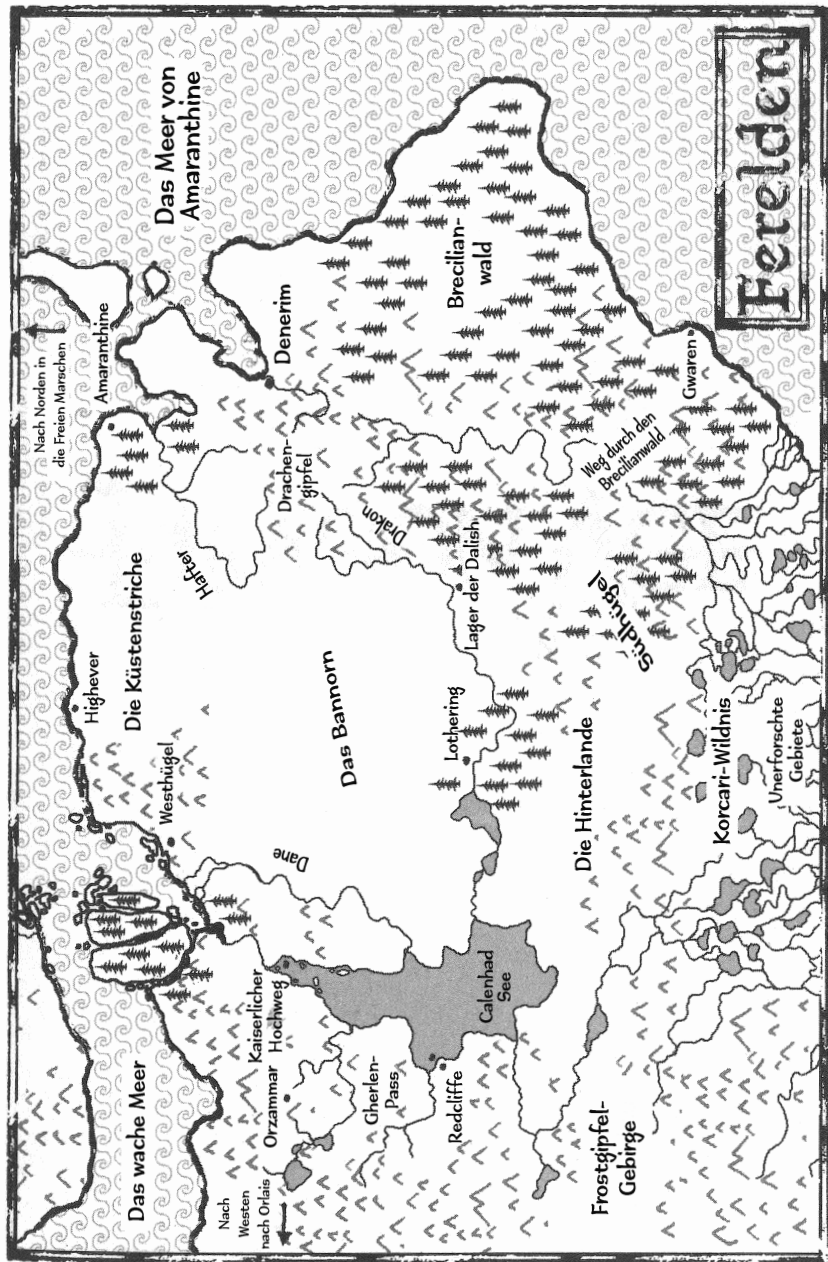 Das wache Meer
Nach
Westen
nach Orlais
Orzammar
Kaiserlicher
Hochweg
Gherlen-
Pass
Redcliffe
Calenhad
See
Frostgipfel-
Gebirge
Westhügel
Highever
Die Küstenstriche
Dane
Das Bannorn
Lothering
Die Hinterlande
Korcari-Wildnis
Unerforschte
Gebiete
Nach Norden in
die Freien Marschen
Amaranthine
Das Meer von
Amaranthine
Hafter
Drachen-
gipfel
Denerim
Drakon
Lager der Dalish
Südhügel
Brecilian-
wald
Weg durch den
Brecilianwald
Gwaren
Ferelden